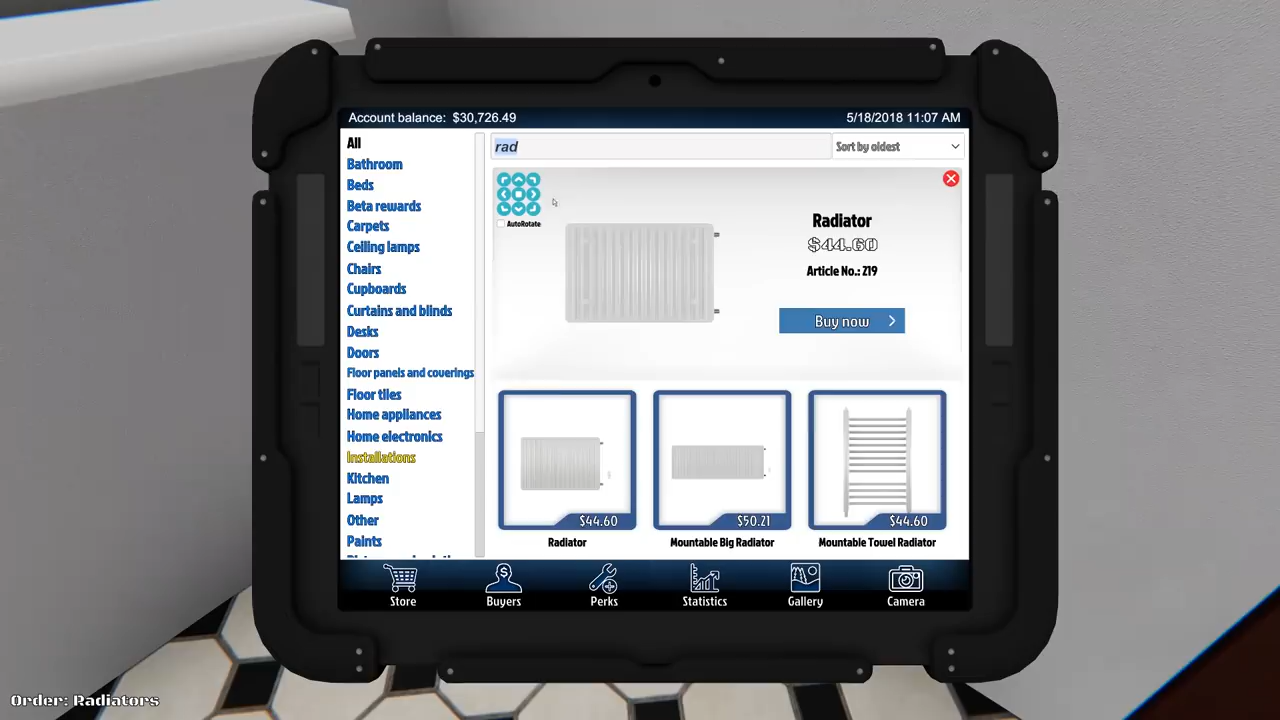 Account balance: $30,726.49
5/18/2018 11:07 AM
All
Bathroom
Beds
Beta rewards
Carpets
Ceiling lamps
Chairs
Cupboards
Curtains and blinds
Desks
Doors
Floor panels and coverings
Floor tiles
Home appliances
Home electronics
Installations
Kitchen
Lamps
Other
Paints
rad
Sort by oldest
AutoRotate
Radiator
$44.60
Article No.: 219
Buy now
$44.60
$50.21
$44.60
Radiator
Mountable Big Radiator
Mountable Towel Radiator
Store
Buyers
Perks
Statistics
Gallery
Camera
Order: Radiators